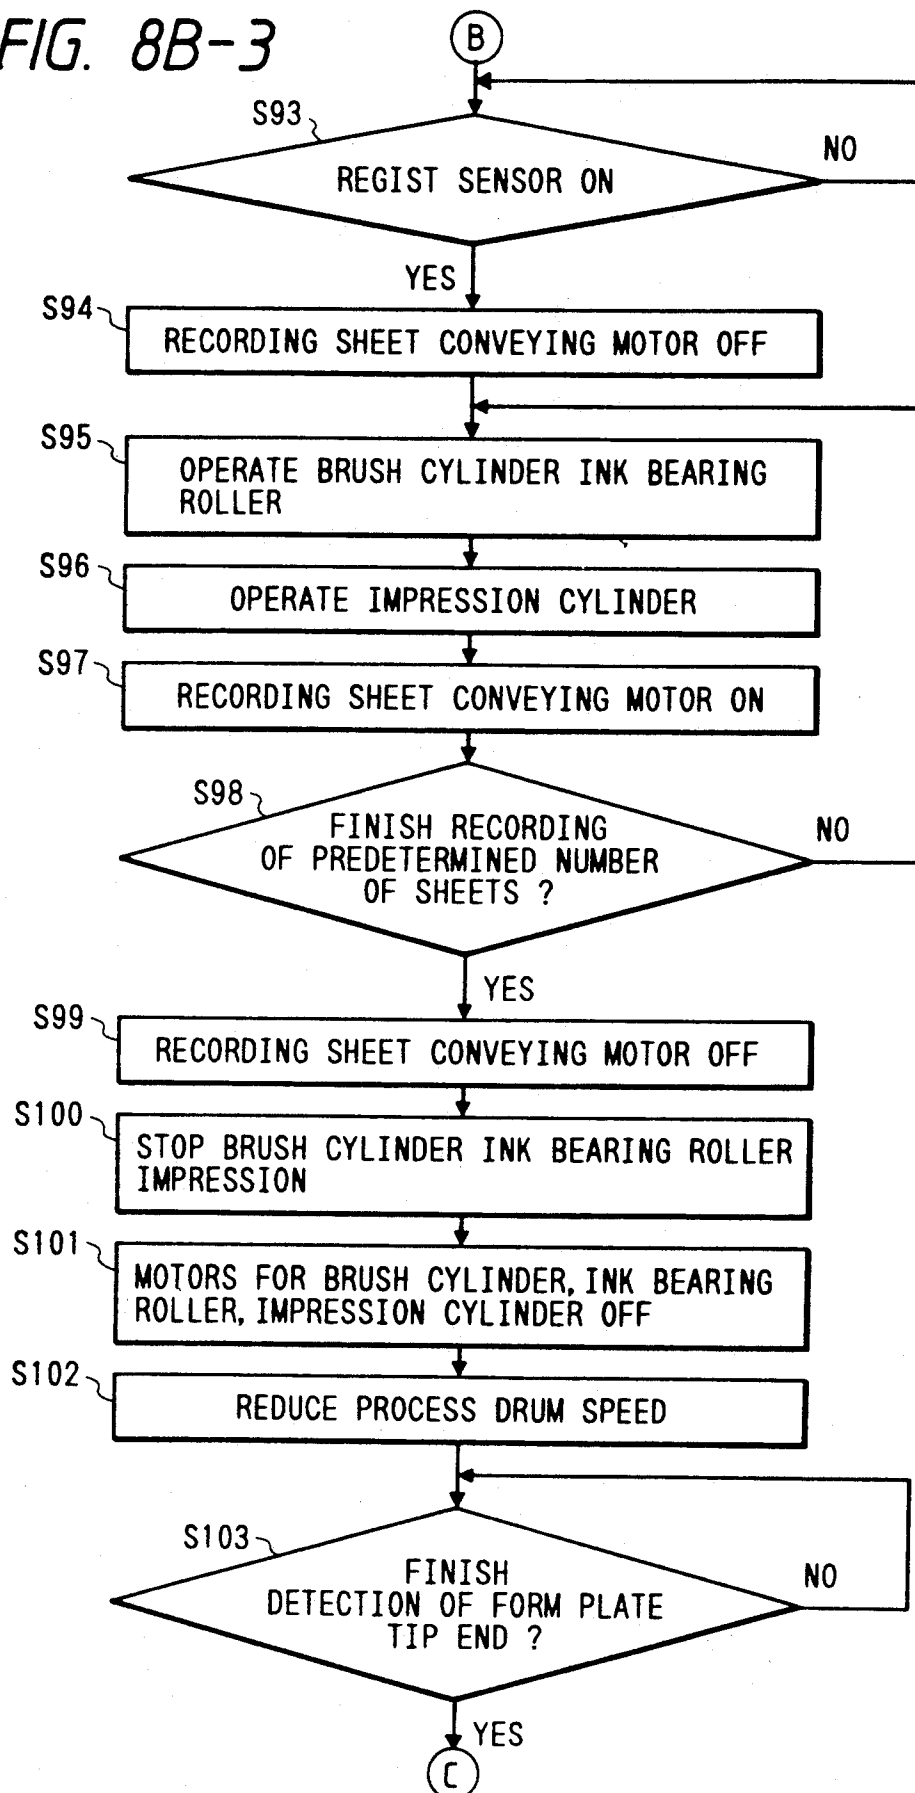 FIG. 8B-3
B
S93
REGIST SENSOR ON
NO
YES
S94
RECORDING SHEET CONVEYING MOTOR OFF
S95
OPERATE BRUSH CYLINDER INK BEARING
ROLLER
S96
OPERATE IMPRESSION CYLINDER
S97
RECORDING SHEET CONVEYING MOTOR ON
S98
FINISH RECORDING
OF PREDETERMINED NUMBER
OF SHEETS ?
NO
YES
S99
RECORDING SHEET CONVEYING MOTOR OFF
S100
STOP BRUSH CYLINDER INK BEARING ROLLER
IMPRESSION
S101
MOTORS FOR BRUSH CYLINDER, INK BEARING
ROLLER, IMPRESSION CYLINDER OFF
S102
REDUCE PROCESS DRUM SPEED
S103
FINISH
DETECTION OF FORM PLATE
TIP END ?
NO
YES
C